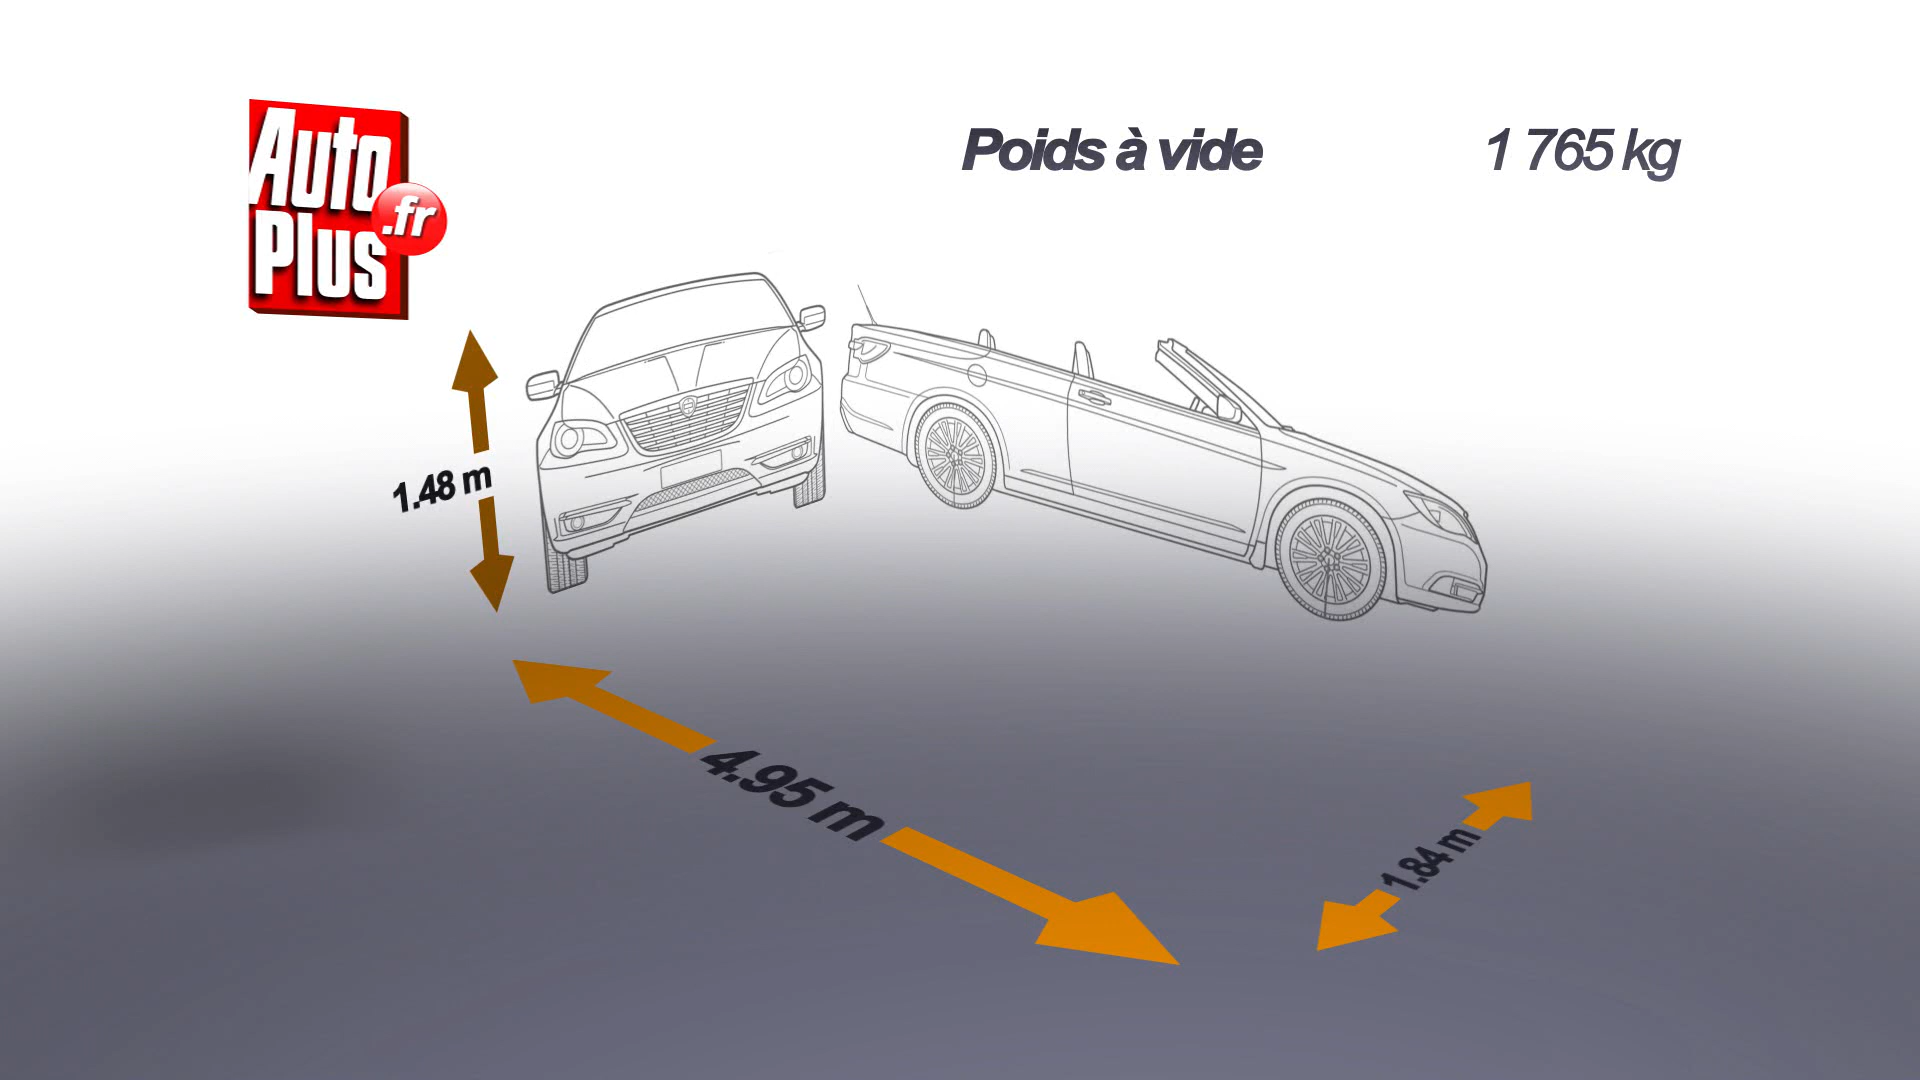 Auto
Plus
.fr
Poids à vide 1 765 kg
1.48 m
4.95 m
1.84 m